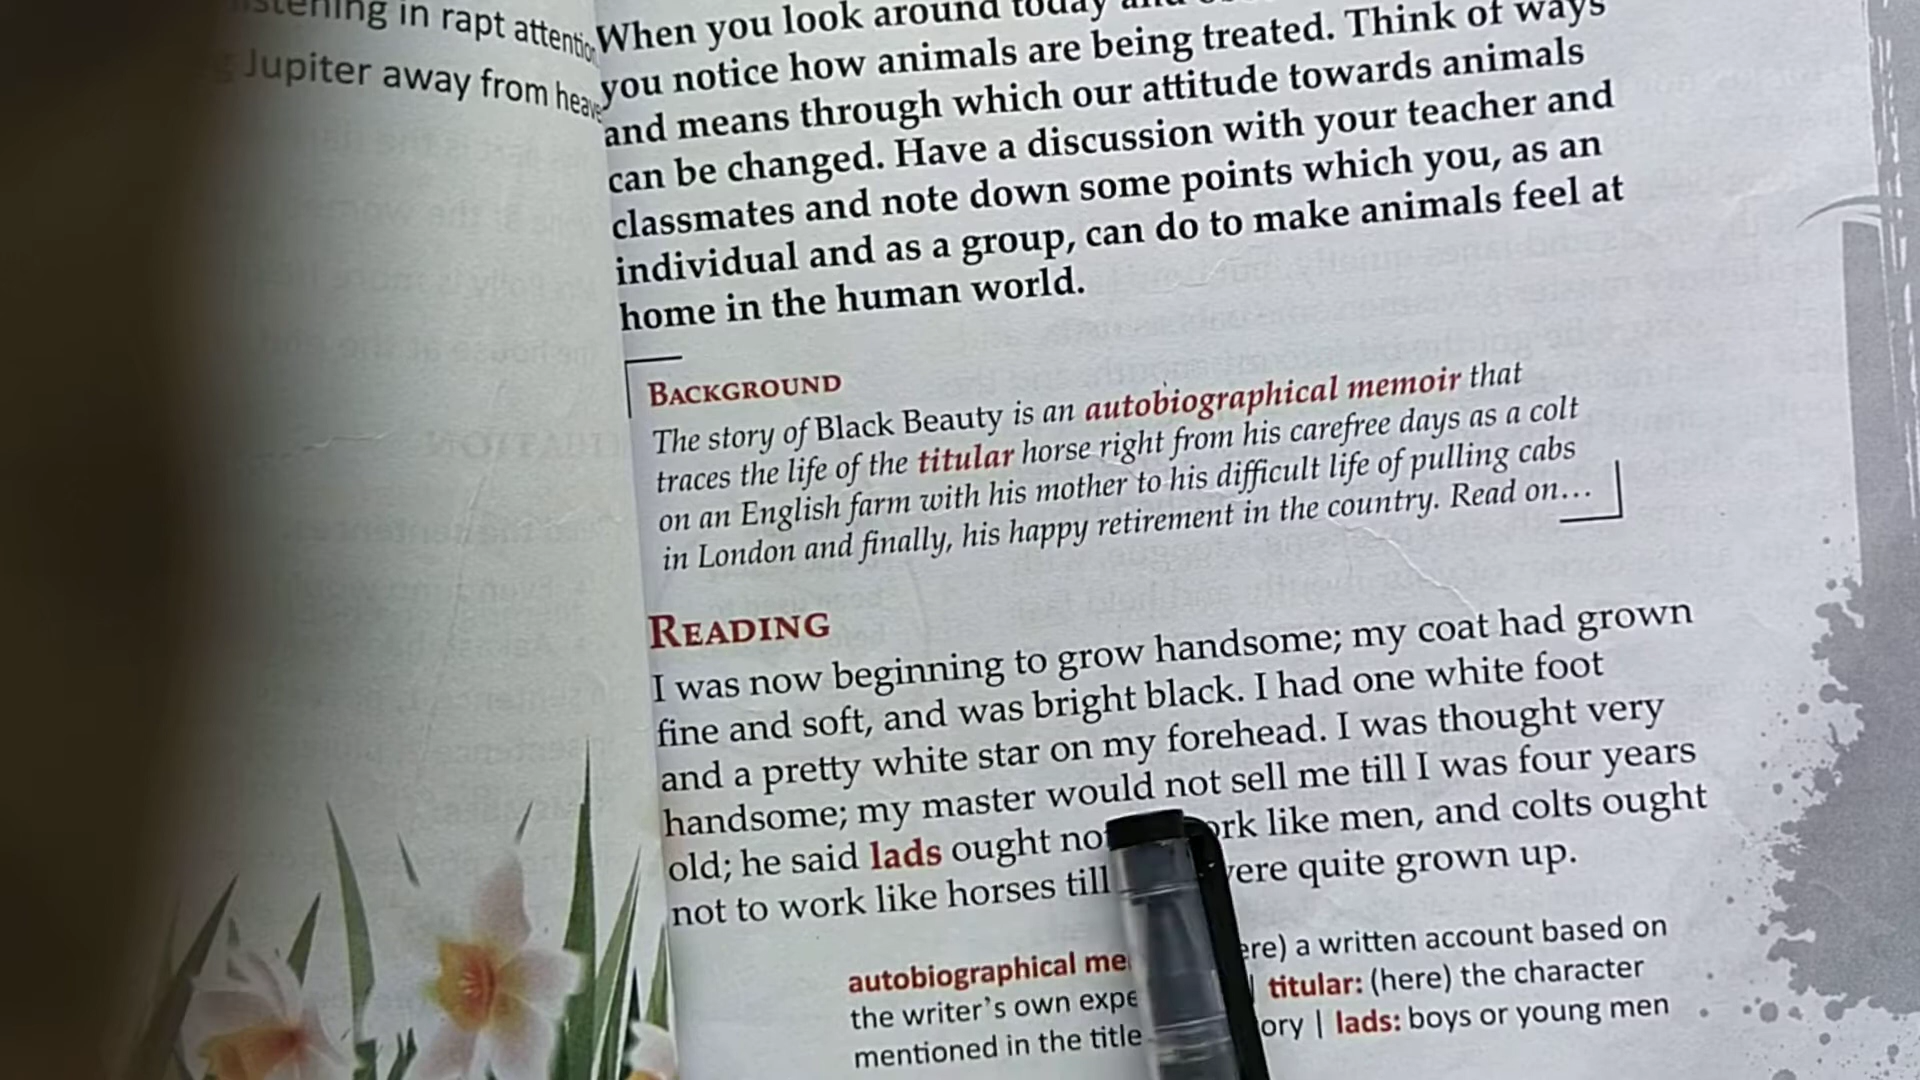 listening in rapt attention
Jupiter away from heave
When you look around today and
you notice how animals are being treated. Think of ways
and means through which our attitude towards animals
can be changed. Have a discussion with your teacher and
classmates and note down some points which you, as an
individual and as a group, can do to make animals feel at
home in the human world.
BACKGROUND
The story of Black Beauty is an autobiographical memoir that
traces the life of the titular horse right from his carefree days as a colt
on an English farm with his mother to his difficult life of pulling cabs
in London and finally, his happy retirement in the country. Read on...
READING
I was now beginning to grow handsome; my coat had grown
fine and soft, and was bright black. I had one white foot
and a pretty white star on my forehead. I was thought very
handsome; my master would not sell me till I was four years
old; he said lads ought no ork like men, and colts ought
not to work like horses till ere quite grown up.
autobiographical me ere) a written account based on
the writer's own expe titular: (here) the character
mentioned in the title ory | lads: boys or young men